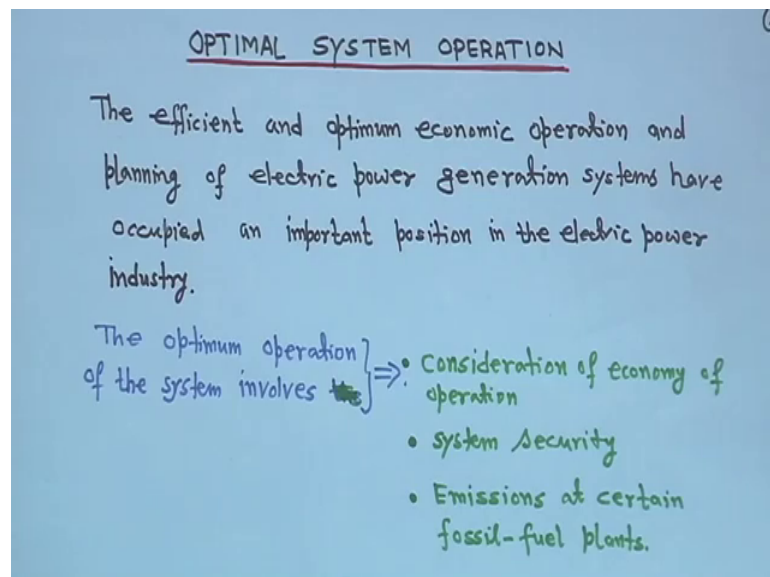 OPTIMAL SYSTEM OPERATION
The efficient and optimum economic operation and
planning of electric power generation systems have
occupied an important position in the electric power
industry.
The optimum operation
of the system involves
• Consideration of economy of
operation
• system security
• Emissions at certain
fossil-fuel plants.